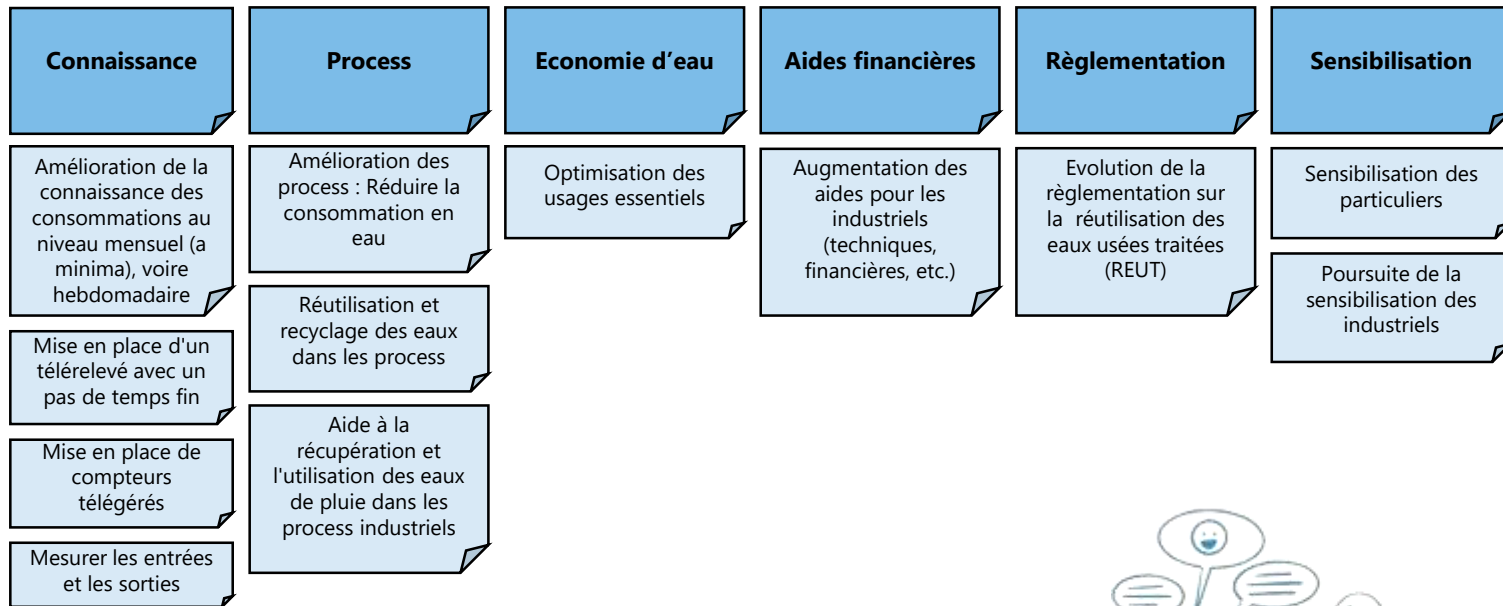 Connaissance
Process
Economie d'eau
Aides financières
Règlementation
Sensibilisation
Amélioration de la
connaissance des
consommations au
niveau mensuel (a
minima), voire
hebdomadaire
Mise en place d'un
télérelevé avec un
pas de temps fin
Mise en place de
compteurs
télégérés
Mesurer les entrées
et les sorties
Amélioration des
process : Réduire la
consommation en
eau
Réutilisation et
recyclage des eaux
dans les process
Aide à la
récupération et
l'utilisation des eaux
de pluie dans les
process industriels
Optimisation des
usages essentiels
Augmentation des
aides pour les
industriels
(techniques,
financières, etc.)
Evolution de la
règlementation sur
la réutilisation des
eaux usées traitées
(REUT)
Sensibilisation des
particuliers
Poursuite de la
sensibilisation des
industriels